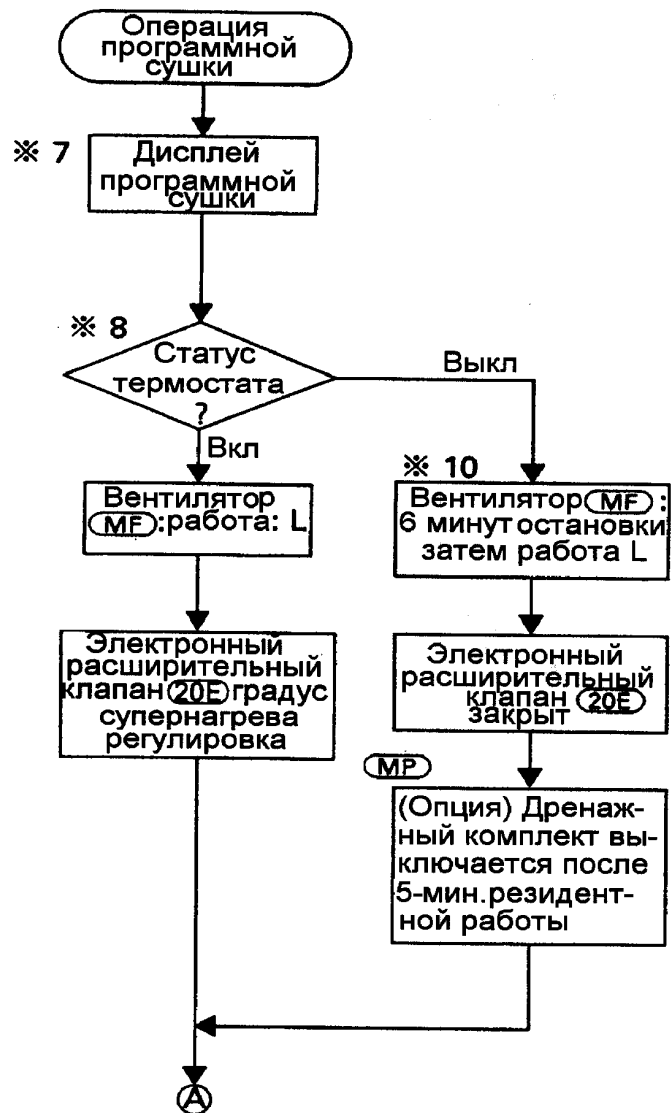 Операция
программной
сушки
※ 7
Дисплей
программной
сушки
※ 8
Статус
термостата
?
Выкл
Вкл
Вентилятор
MF:работа: L
Электронный
расширительный
клапан 20E градус
супернагрева
регулировка
※ 10
Вентилятор MF :
6 минут остановки
затем работа L
Электронный
расширительный
клапан 20E
закрыт
MP
(Опция) Дренаж-
ный комплект вы-
ключается после
5-мин.резидент-
ной работы
A